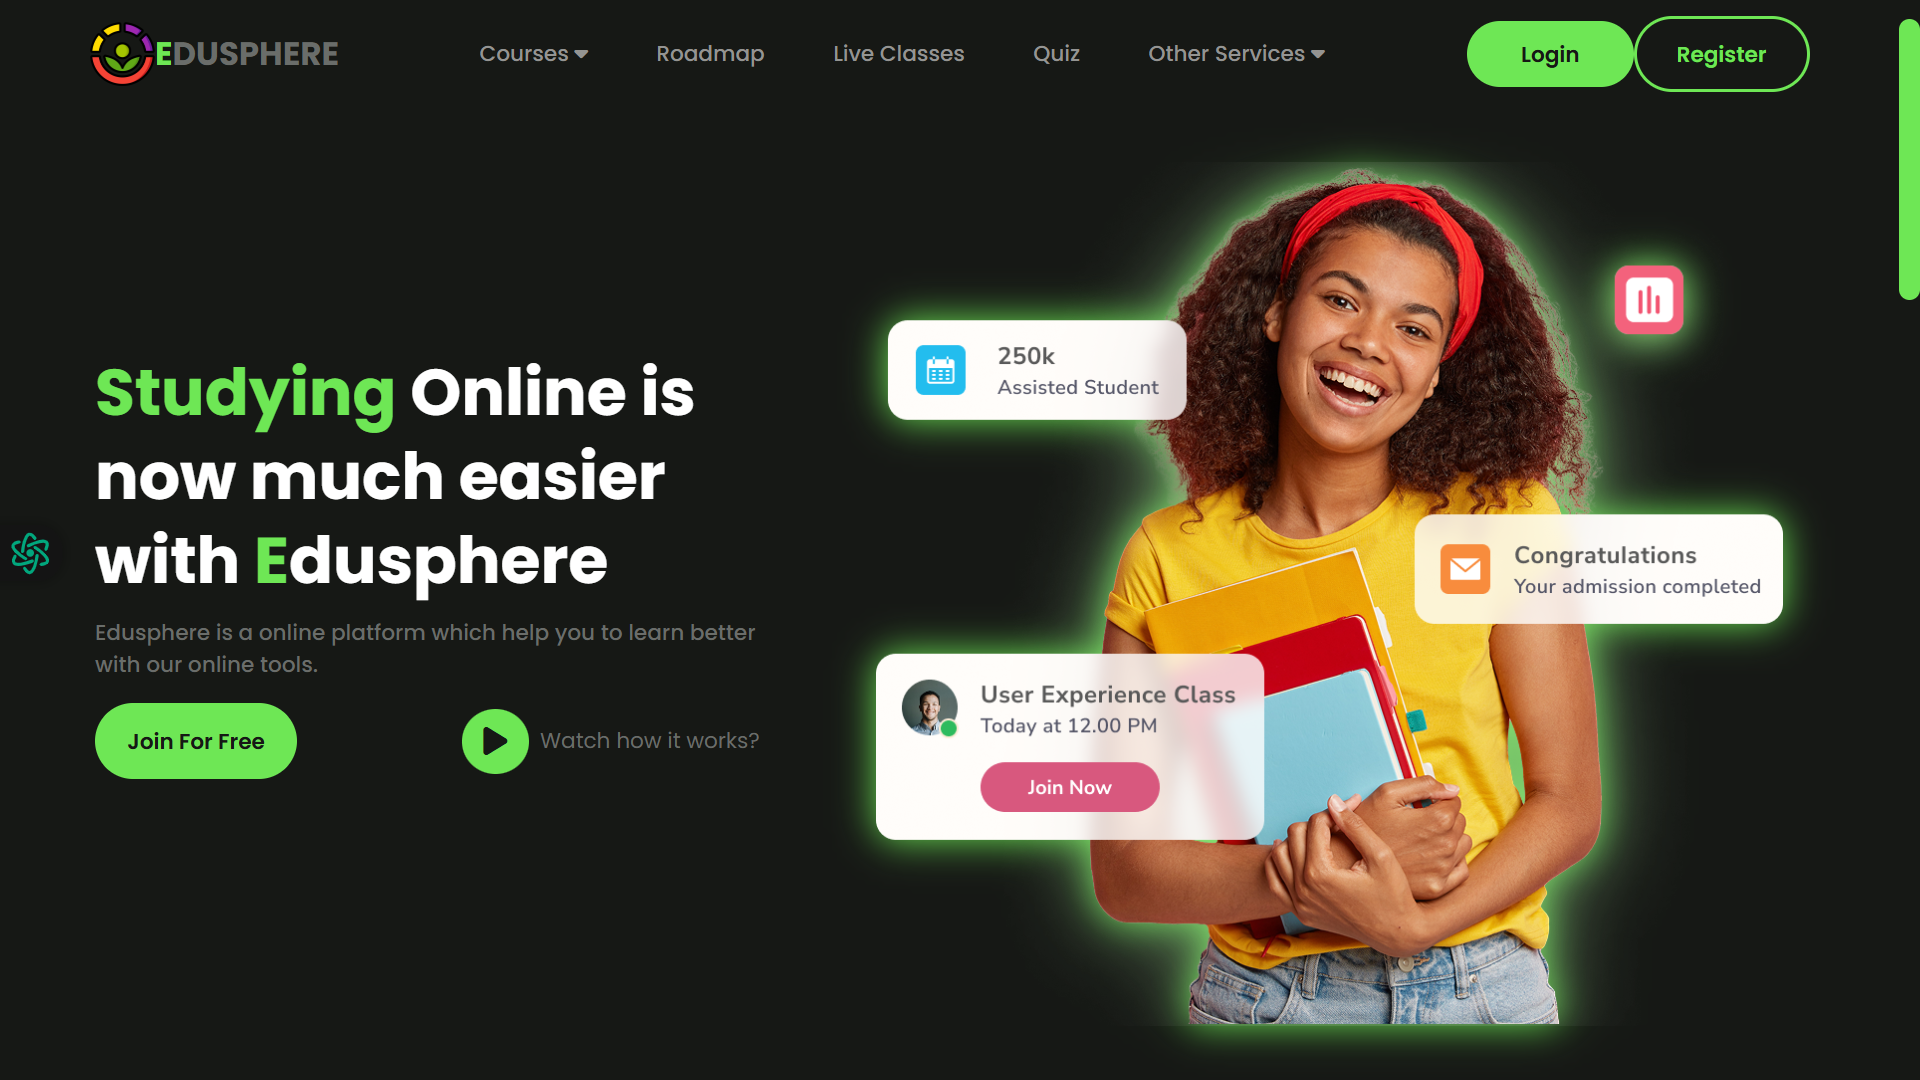 EDUSPHERE
Courses
Roadmap
Live Classes
Quiz
Other Services
Login
Register
Studying Online is
now much easier
with Edusphere
Edusphere is a online platform which help you to learn better
with our online tools.
Join For Free
Watch how it works?
250k
Assisted Student
Congratulations
Your admission completed
User Experience Class
Today at 12.00 PM
Join Now